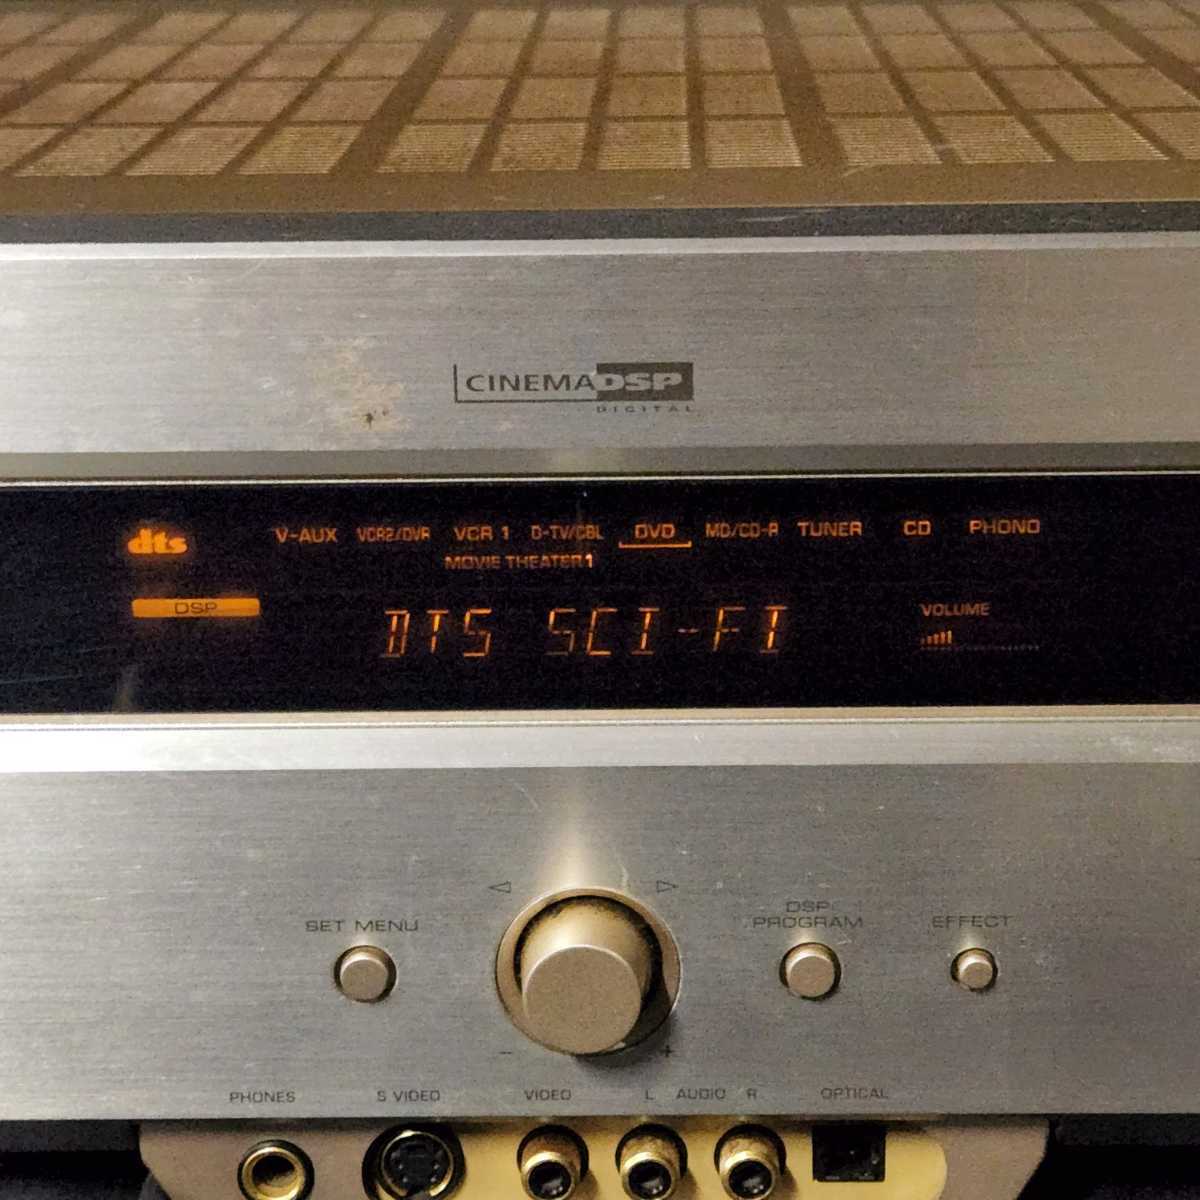 CINEMA DSP
DIGITAL
dts V-AUX VCR2/DVR VCR 1 D-TV/CBL DVD MD/CD-R TUNER CD PHONO
MOVIE THEATER 1
DSP
DTS SCI-FI
VOLUME
SET MENU
DSP
PROGRAM
EFFECT
- +
PHONES S VIDEO VIDEO L AUDIO R OPTICAL